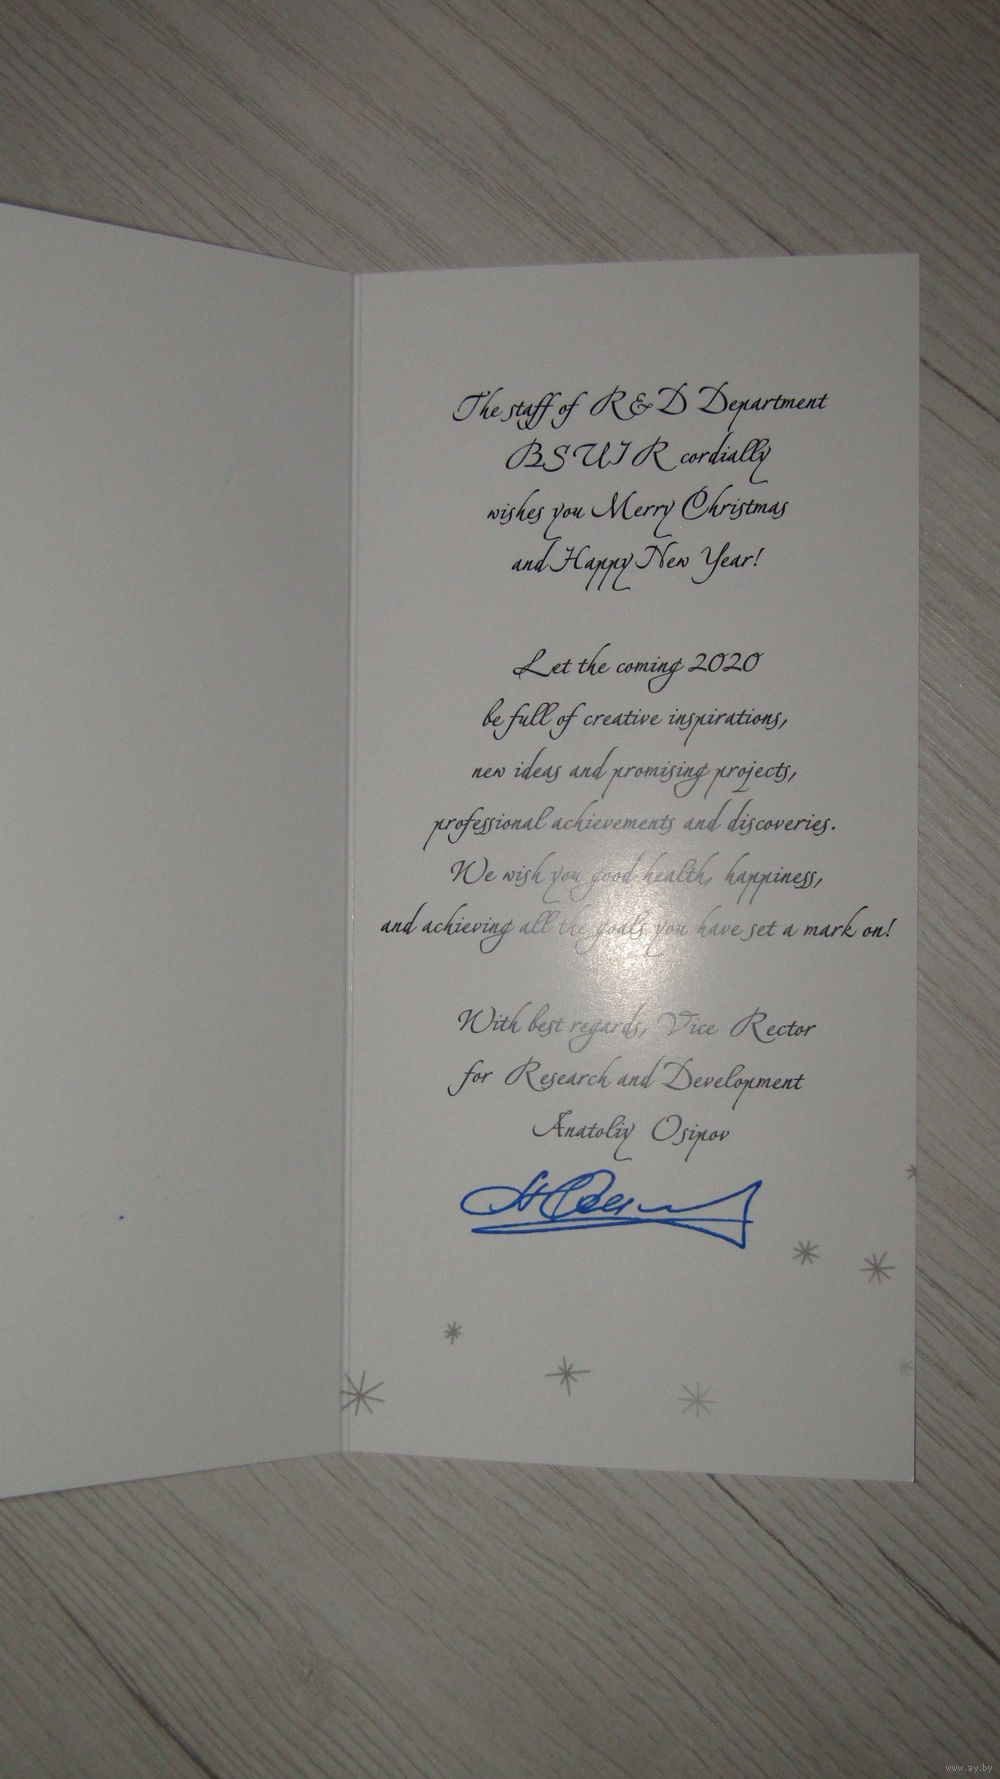 The staff of R & D Department
BSUIR cordially
wishes you Merry Christmas
and Happy New Year!
Let the coming 2020
be full of creative inspirations,
new ideas and promising projects,
professional achievements and discoveries.
We wish you good health, happiness,
and achieving all the goals you have set a mark on!
With best regards, Vice Rector
for Research and Development
Anatoliy Osipov
www.ay.by